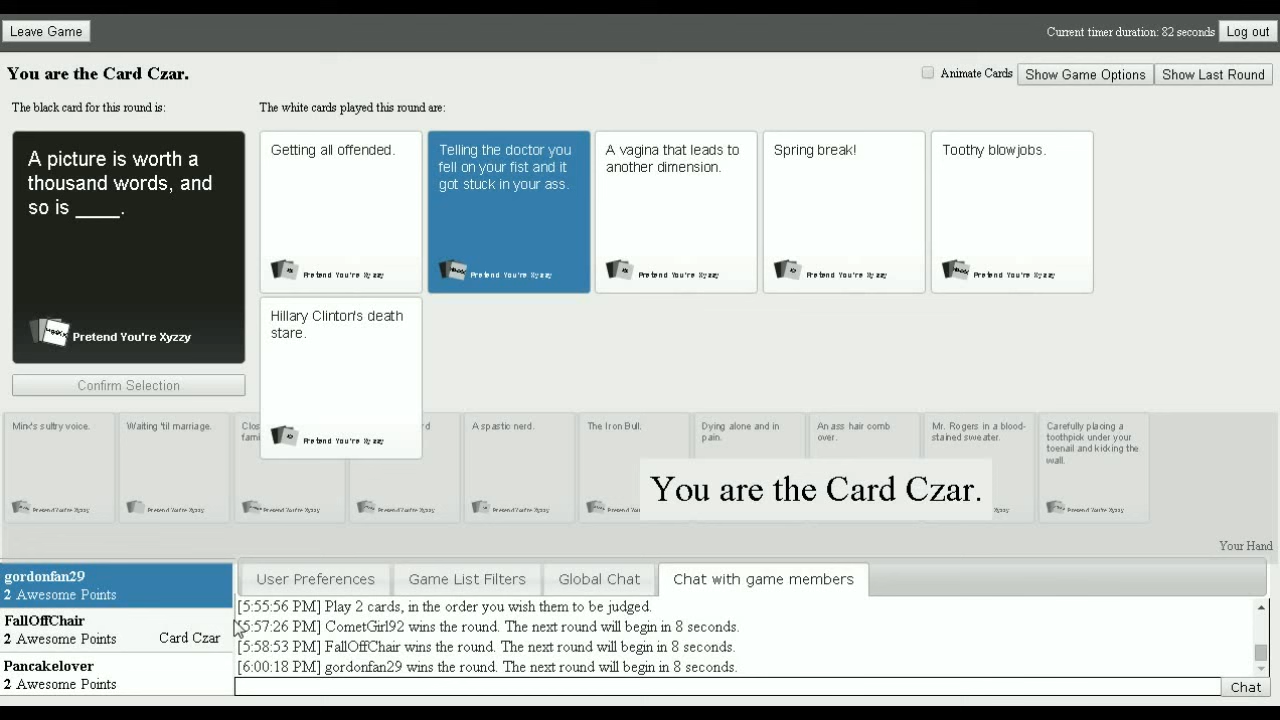 Leave Game
Current timer duration: 82 seconds
Log out
You are the Card Czar.
Animate Cards
Show Game Options
Show Last Round
The black card for this round is:
The white cards played this round are:
A picture is worth a
thousand words, and
so is ____.
Pretend You're Xyzzy
Confirm Selection
Getting all offended.
Pretend You're Xyzzy
Telling the doctor you
fell on your fist and it
got stuck in your ass.
Pretend You're Xyzzy
A vagina that leads to
another dimension.
Pretend You're Xyzzy
Spring break!
Pretend You're Xyzzy
Toothy blowjobs.
Pretend You're Xyzzy
Hillary Clinton's death
stare.
Pretend You're Xyzzy
Waiting 'til marriage.
Pretend You're Xyzzy
A spastic nerd.
Pretend You're Xyzzy
The Iron Bull.
Dying alone and in
pain.
An ass hair comb
over.
Mr. Rogers in a blood-
stained sweater.
Carefully placing a
toothpick under your
toenail and kicking the
wall.
Pretend You're Xyzzy
You are the Card Czar.
Your Hand
gordonfan29
2 Awesome Points
FallOffChair
2 Awesome Points
Card Czar
Pancakelover
2 Awesome Points
User Preferences
Game List Filters
Global Chat
Chat with game members
[5:55:56 PM] Play 2 cards, in the order you wish them to be judged.
[5:57:26 PM] CometGirl92 wins the round. The next round will begin in 8 seconds.
[5:58:53 PM] FallOffChair wins the round. The next round will begin in 8 seconds.
[6:00:18 PM] gordonfan29 wins the round. The next round will begin in 8 seconds.
Chat